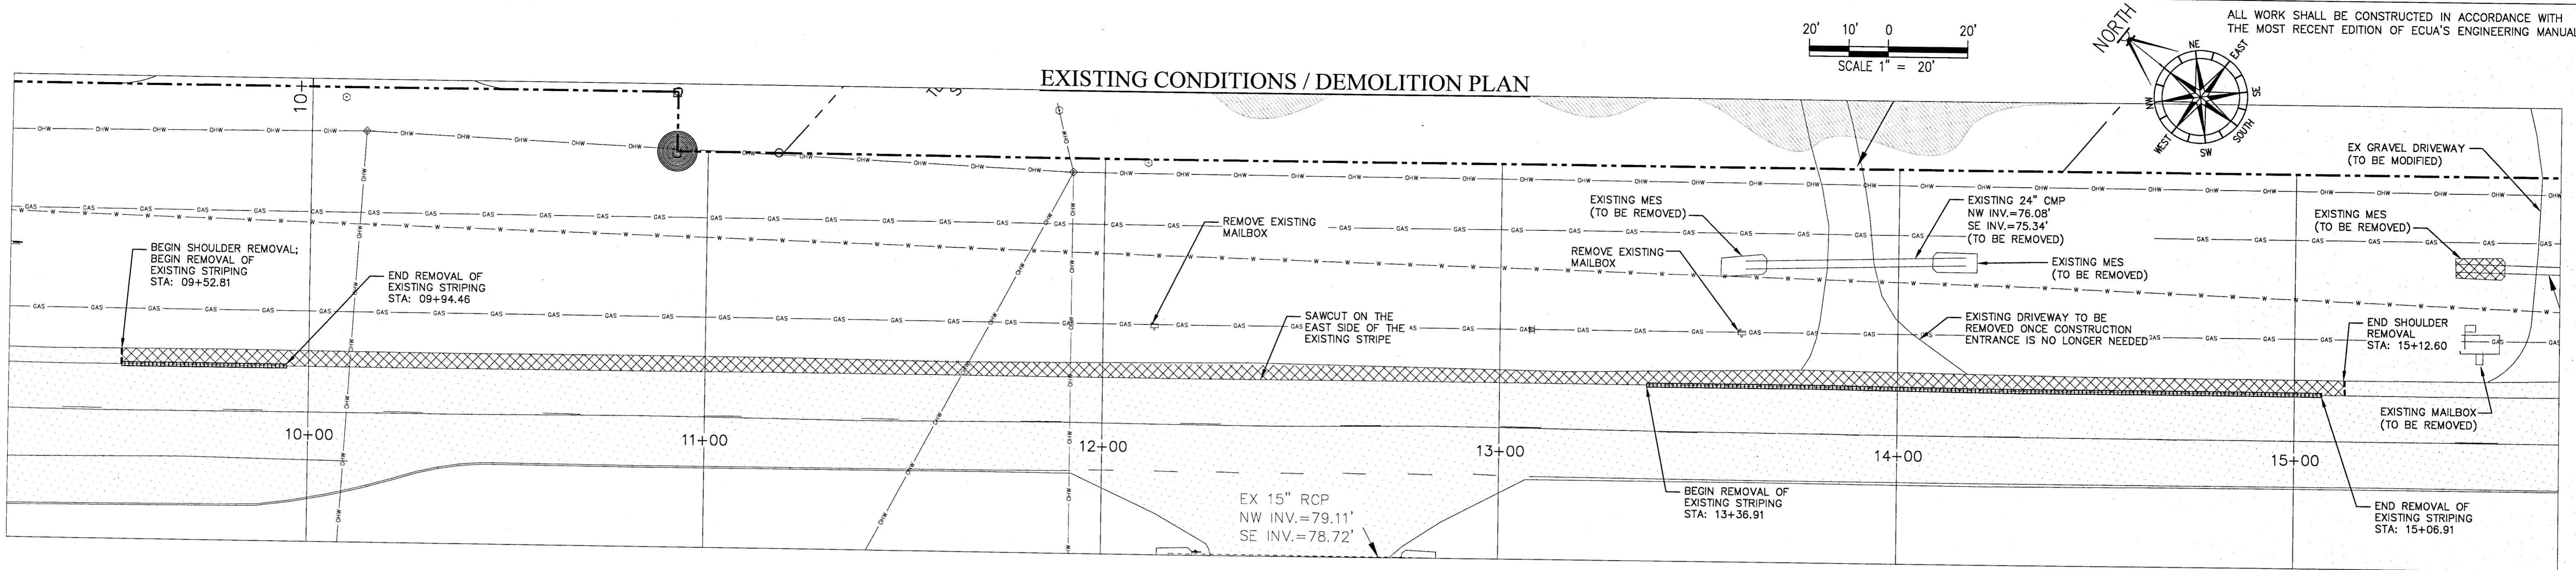 ALL WORK SHALL BE CONSTRUCTED IN ACCORDANCE WITH
THE MOST RECENT EDITION OF ECUA'S ENGINEERING MANUAL
20' 10' 0 20'
SCALE 1" = 20'
NORTH
NE
EAST
SE
SOUTH
SW
WEST
NW
EXISTING CONDITIONS / DEMOLITION PLAN
10+
BEGIN SHOULDER REMOVAL;
BEGIN REMOVAL OF
EXISTING STRIPING
STA: 09+52.81
END REMOVAL OF
EXISTING STRIPING
STA: 09+94.46
REMOVE EXISTING
MAILBOX
SAWCUT ON THE
EAST SIDE OF THE
EXISTING STRIPE
EXISTING MES
(TO BE REMOVED)
REMOVE EXISTING
MAILBOX
EXISTING 24" CMP
NW INV.=76.08'
SE INV.=75.34'
(TO BE REMOVED)
EXISTING MES
(TO BE REMOVED)
EXISTING DRIVEWAY TO BE
REMOVED ONCE CONSTRUCTION
ENTRANCE IS NO LONGER NEEDED
EX GRAVEL DRIVEWAY
(TO BE MODIFIED)
EXISTING MES
(TO BE REMOVED)
END SHOULDER
REMOVAL
STA: 15+12.60
EXISTING MAILBOX
(TO BE REMOVED)
10+00
11+00
12+00
13+00
14+00
15+00
EX 15" RCP
NW INV.=79.11'
SE INV.=78.72'
BEGIN REMOVAL OF
EXISTING STRIPING
STA: 13+36.91
END REMOVAL OF
EXISTING STRIPING
STA: 15+06.91
OHW
GAS
W